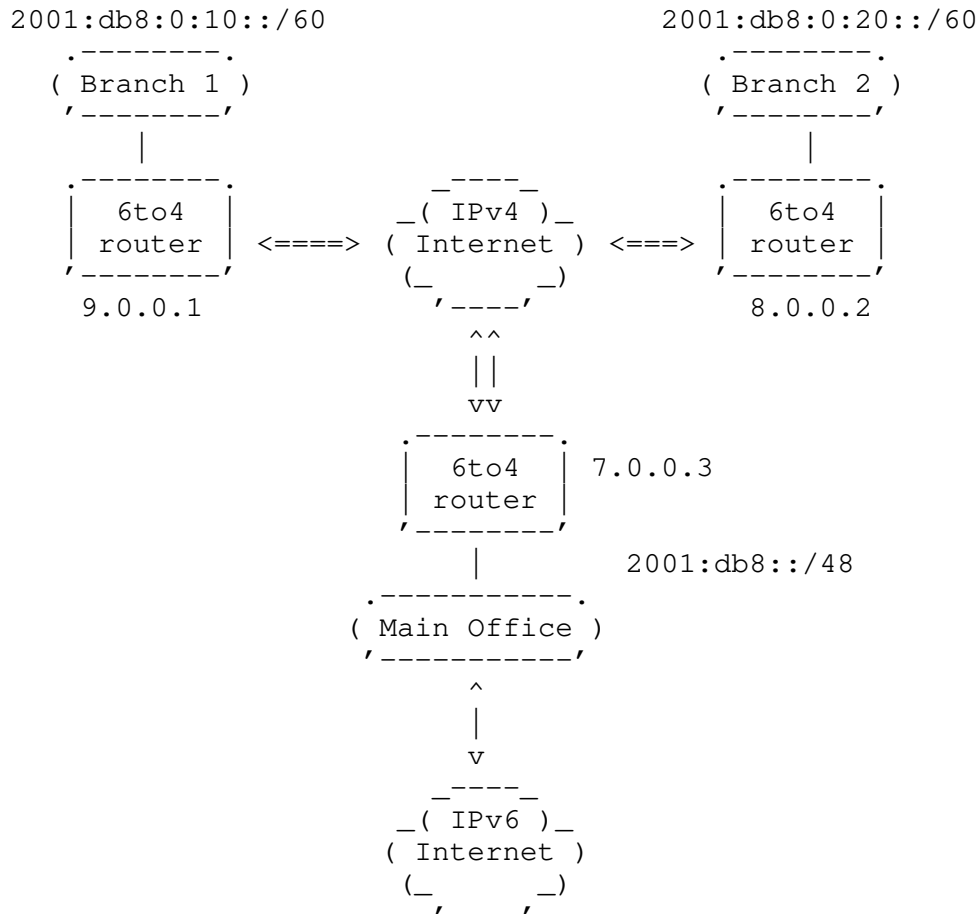 2001:db8:0:10::/60 2001:db8:0:20::/60
.--------. .--------.
( Branch 1 ) ( Branch 2 )
'--------' '--------'
| |
.--------. _----_ .--------.
| 6to4 | _( IPv4 )_ | 6to4 |
| router | <====> ( Internet ) <===> | router |
'--------' (_ _) '--------'
9.0.0.1 '----' 8.0.0.2
^^
||
vv
.--------.
| 6to4 | 7.0.0.3
| router |
'--------'
| 2001:db8::/48
.-----------.
( Main Office )
'-----------'
^
|
v
_----_
_( IPv6 )_
( Internet )
(_ _)
' '